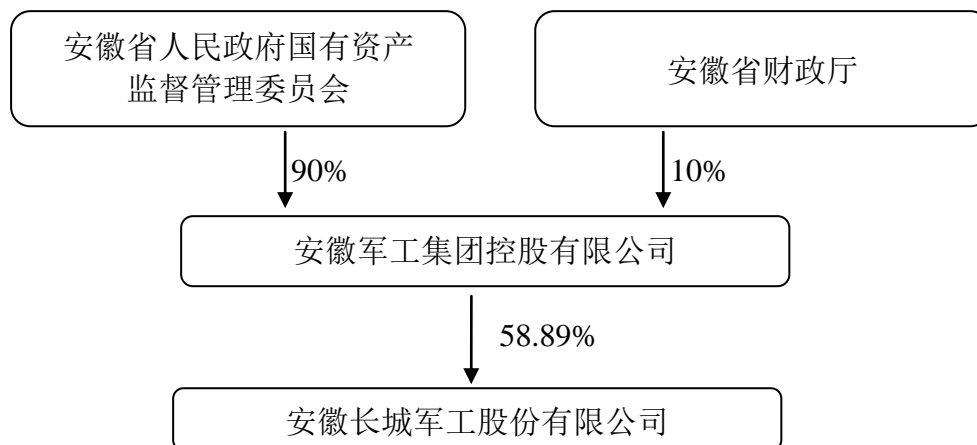 安徽省人民政府国有资产
监督管理委员会
安徽省财政厅
90%
10%
安徽军工集团控股有限公司
58.89%
安徽长城军工股份有限公司